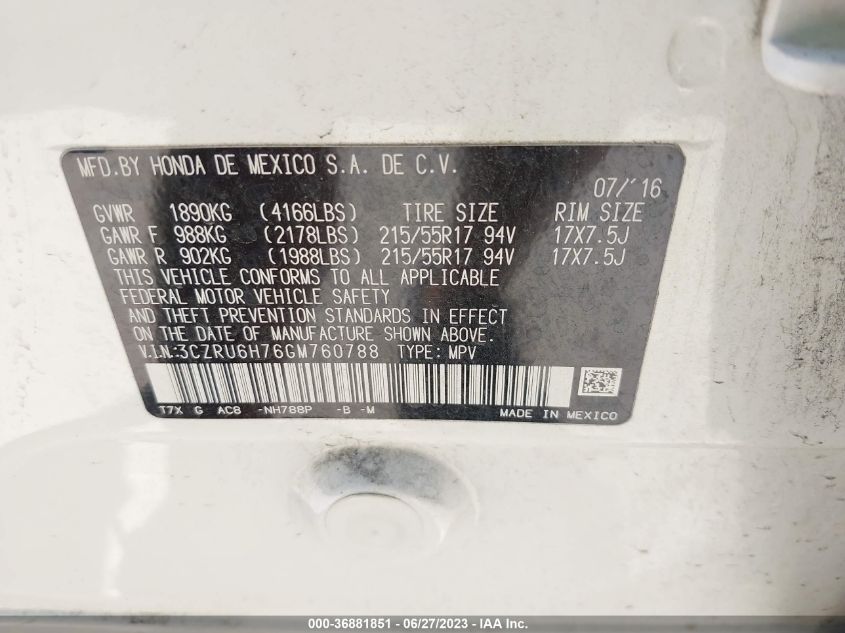 MFD.BY HONDA DE MEXICO S.A. DE C.V.
07/'16
GVWR 1890KG (4166LBS) TIRE SIZE RIM SIZE
GAWR F 988KG (2178LBS) 215/55R17 94V 17X7.5J
GAWR R 902KG (1988LBS) 215/55R17 94V 17X7.5J
THIS VEHICLE CONFORMS TO ALL APPLICABLE
FEDERAL MOTOR VEHICLE SAFETY
AND THEFT PREVENTION STANDARDS IN EFFECT
ON THE DATE OF MANUFACTURE SHOWN ABOVE.
V.I.N:3CZRU6H76GM760788 TYPE: MPV
T7X G AC8 -NH788P -B -M MADE IN MEXICO
000-36881851 - 06/27/2023 - IAA Inc.